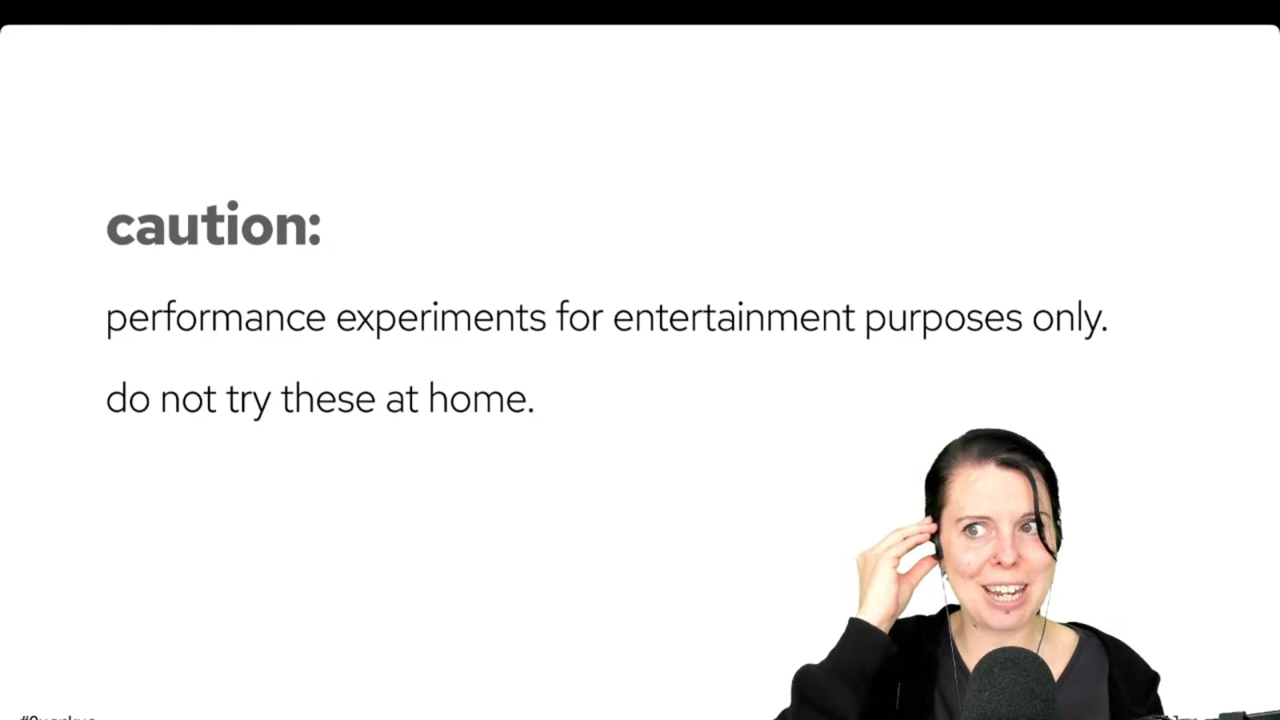 caution:
performance experiments for entertainment purposes only.
do not try these at home.